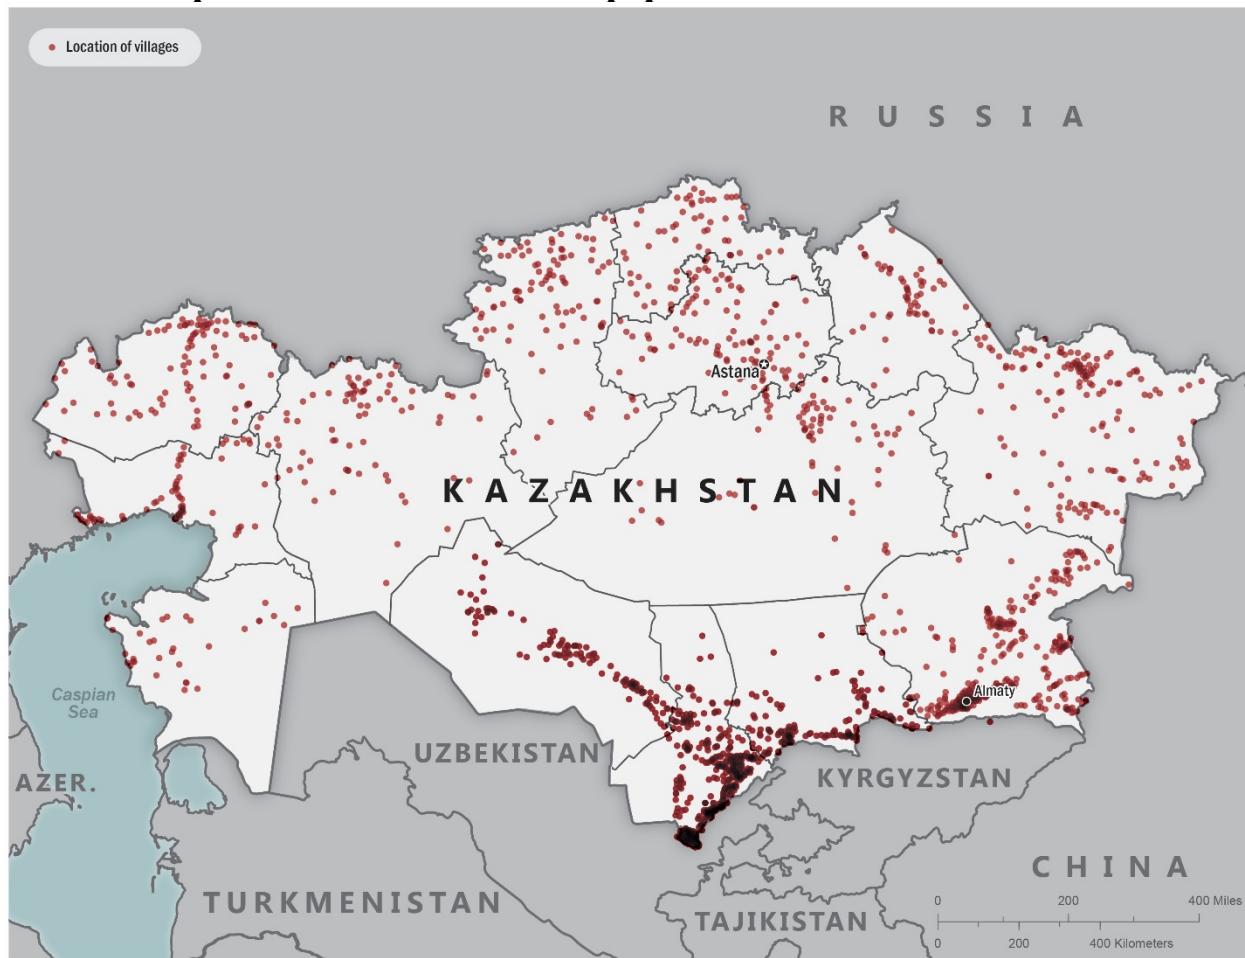 Location of villages
RUSSIA
Astana
KAZAKHSTAN
Almaty
Caspian
Sea
UZBEKISTAN
AZER.
KYRGYZSTAN
CHINA
TURKMENISTAN
TAJIKISTAN
0 200 400 Miles
0 200 400 Kilometers